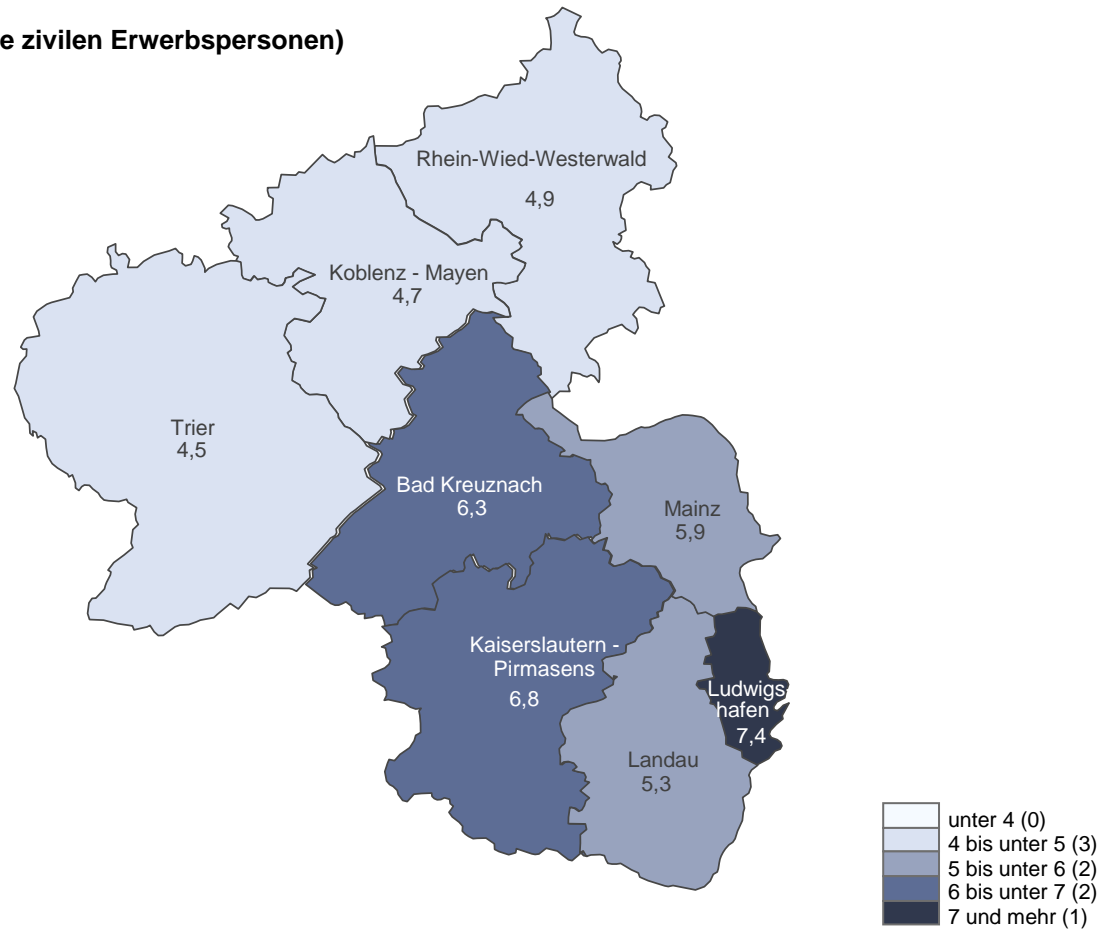 e zivilen Erwerbspersonen)
Rhein-Wied-Westerwald
4,9
Koblenz - Mayen
4,7
Trier
4,5
Bad Kreuznach
6,3
Mainz
5,9
Kaiserslautern -
Pirmasens
6,8
Ludwigs-
hafen
7,4
Landau
5,3
unter 4 (0)
4 bis unter 5 (3)
5 bis unter 6 (2)
6 bis unter 7 (2)
7 und mehr (1)